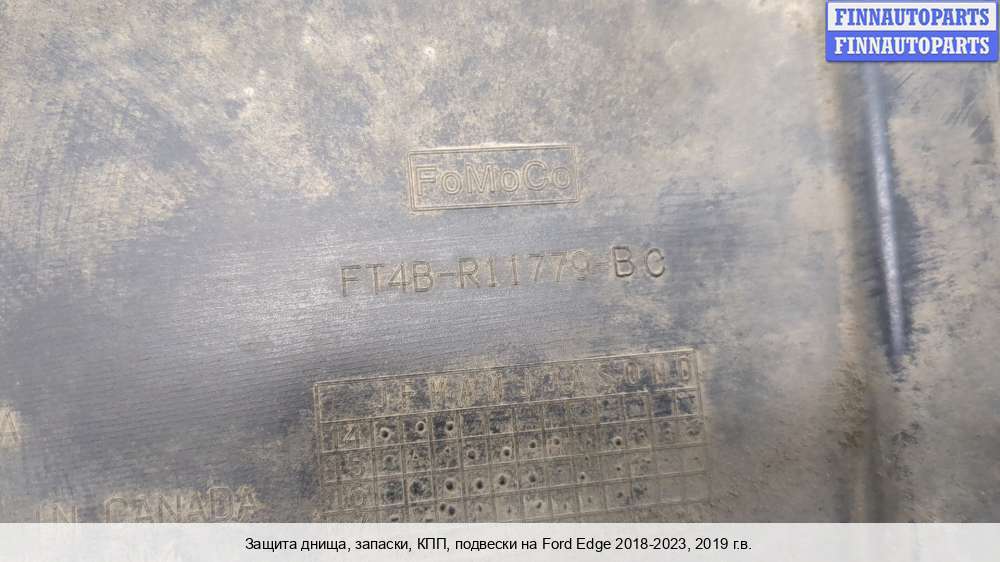 FINNAUTOPARTS
FINNAUTOPARTS
FoMoCo
FT4B-R11779-BC
J F M A M J J A S O N D
14
15
16
IN CANADA
Защита днища, запаски, КПП, подвески на Ford Edge 2018-2023, 2019 г.в.